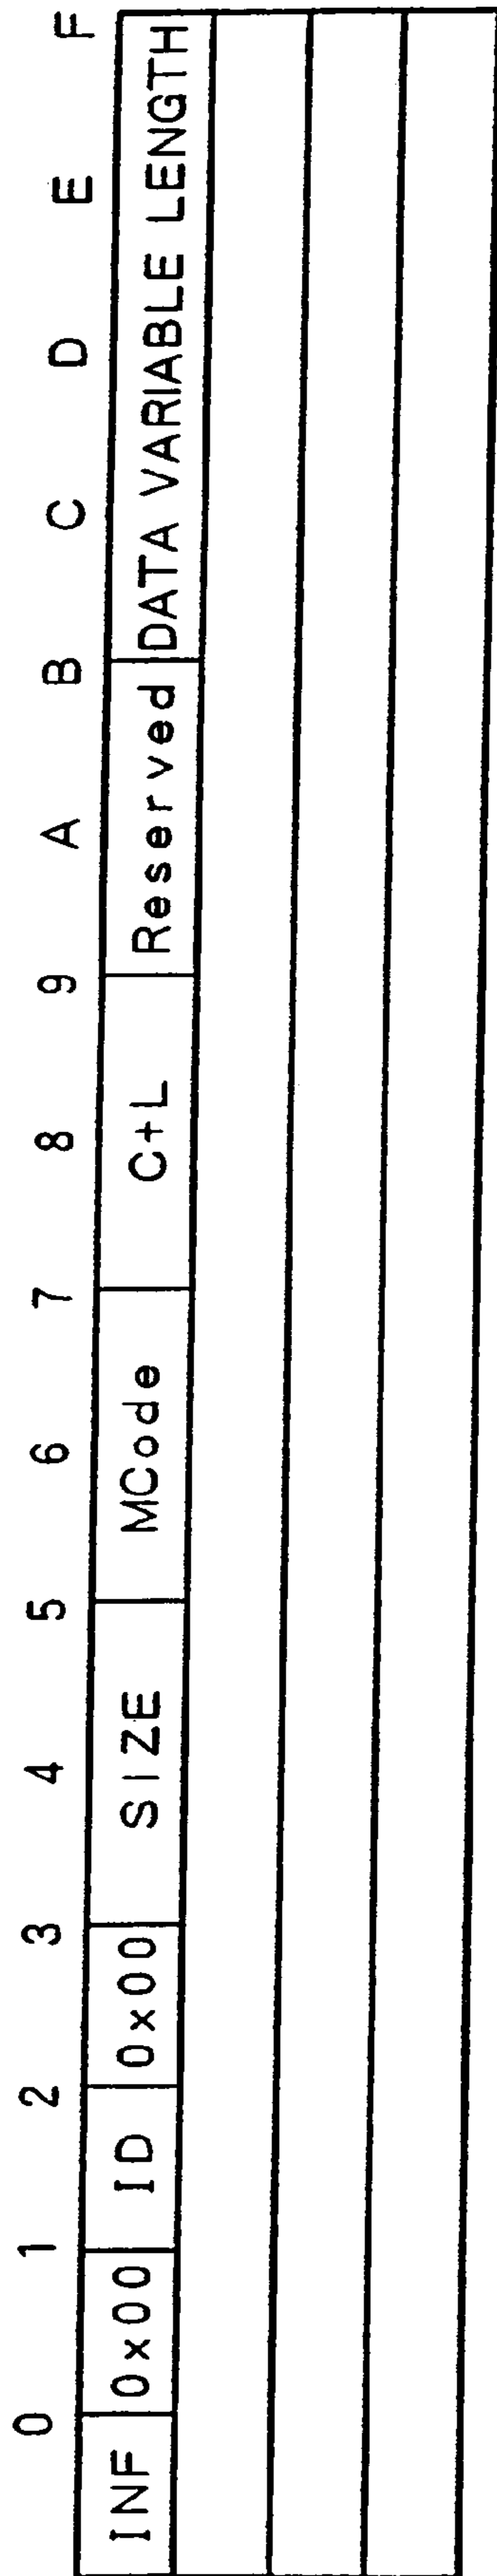 0 1 2 3 4 5 6 7 8 9 A B C D E F
INF 0x00 ID 0x00 SIZE MCode C+L Reserved DATA VARIABLE LENGTH